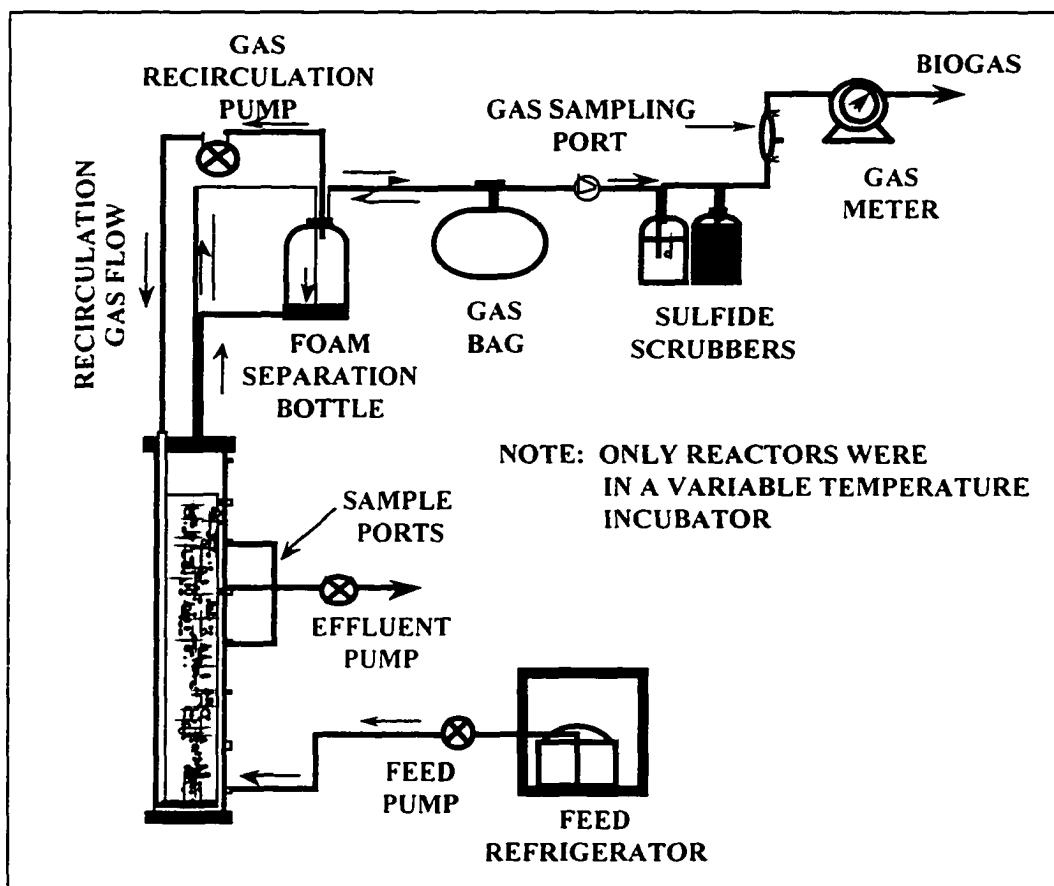 GAS
RECIRCULATION
PUMP
BIOGAS
GAS SAMPLING
PORT
GAS
METER
RECIRCULATION
GAS FLOW
FOAM
SEPARATION
BOTTLE
GAS
BAG
SULFIDE
SCRUBBERS
NOTE: ONLY REACTORS WERE
IN A VARIABLE TEMPERATURE
INCUBATOR
SAMPLE
PORTS
EFFLUENT
PUMP
FEED
PUMP
FEED
REFRIGERATOR